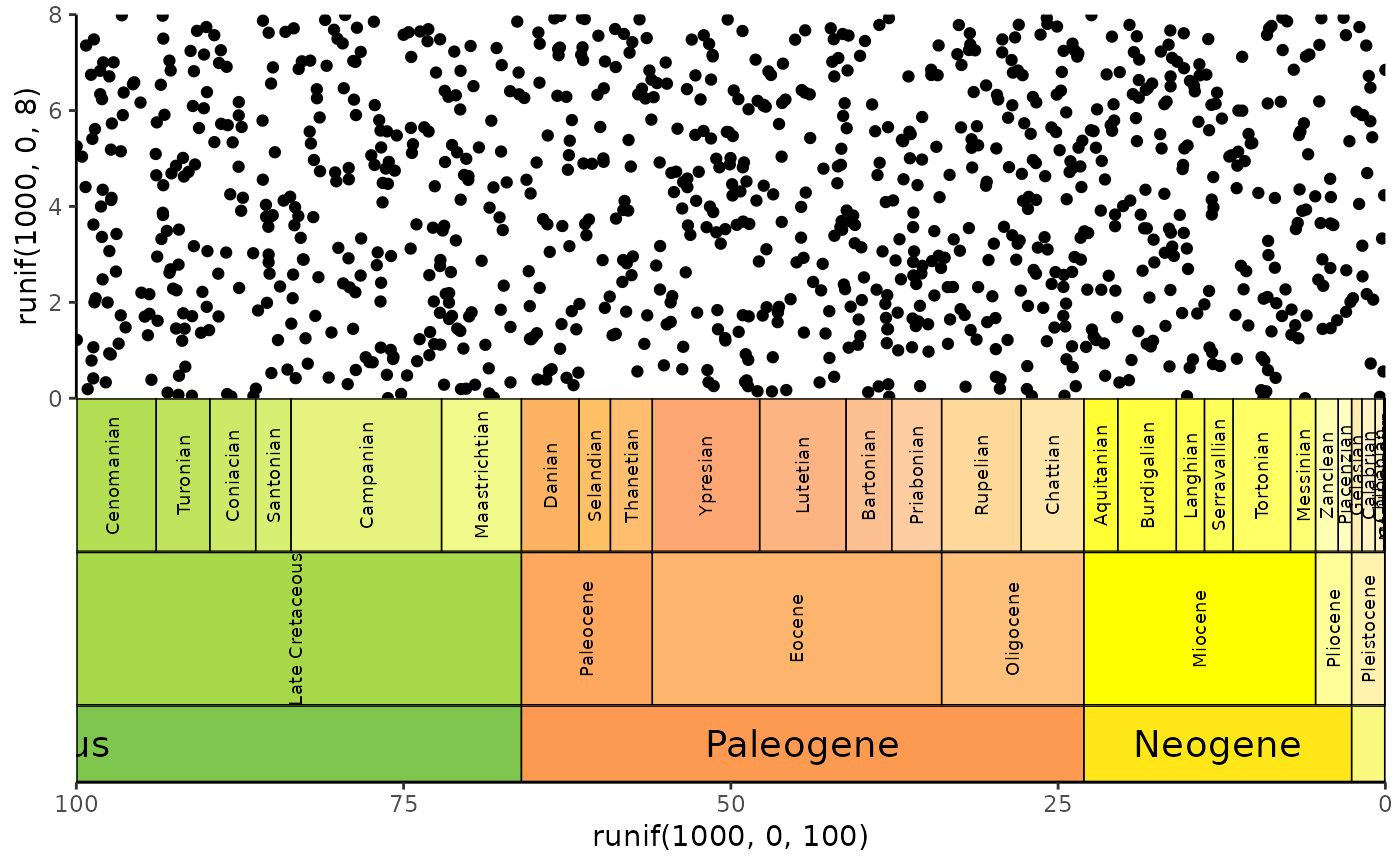 8
6
4
2
0
runif(1000, 0, 8)
Cenomanian
Turonian
Coniacian
Santonian
Campanian
Maastrichtian
Danian
Selandian
Thanetian
Ypresian
Lutetian
Bartonian
Priabonian
Rupelian
Chattian
Aquitanian
Burdigalian
Langhian
Serravallian
Tortonian
Messinian
Zanclean
Piacenzian
Gelasian
Calabrian
Late Cretaceous
Paleocene
Eocene
Oligocene
Miocene
Pliocene
Pleistocene
us
Paleogene
Neogene
100
75
50
25
0
runif(1000, 0, 100)